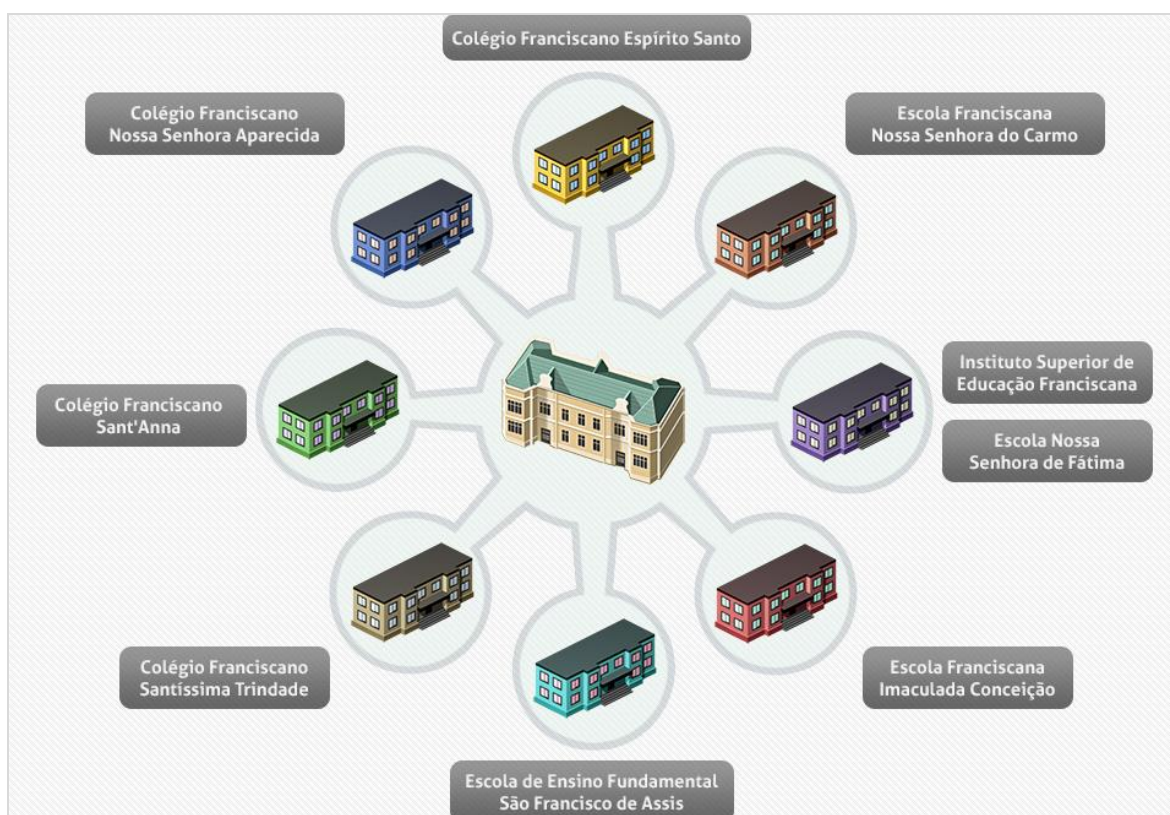 Colégio Franciscano Espírito Santo
Colégio Franciscano
Nossa Senhora Aparecida
Escola Franciscana
Nossa Senhora do Carmo
Instituto Superior de
Educação Franciscana
Colégio Franciscano
Sant'Anna
Escola Nossa
Senhora de Fátima
Colégio Franciscano
Santíssima Trindade
Escola Franciscana
Imaculada Conceição
Escola de Ensino Fundamental
São Francisco de Assis